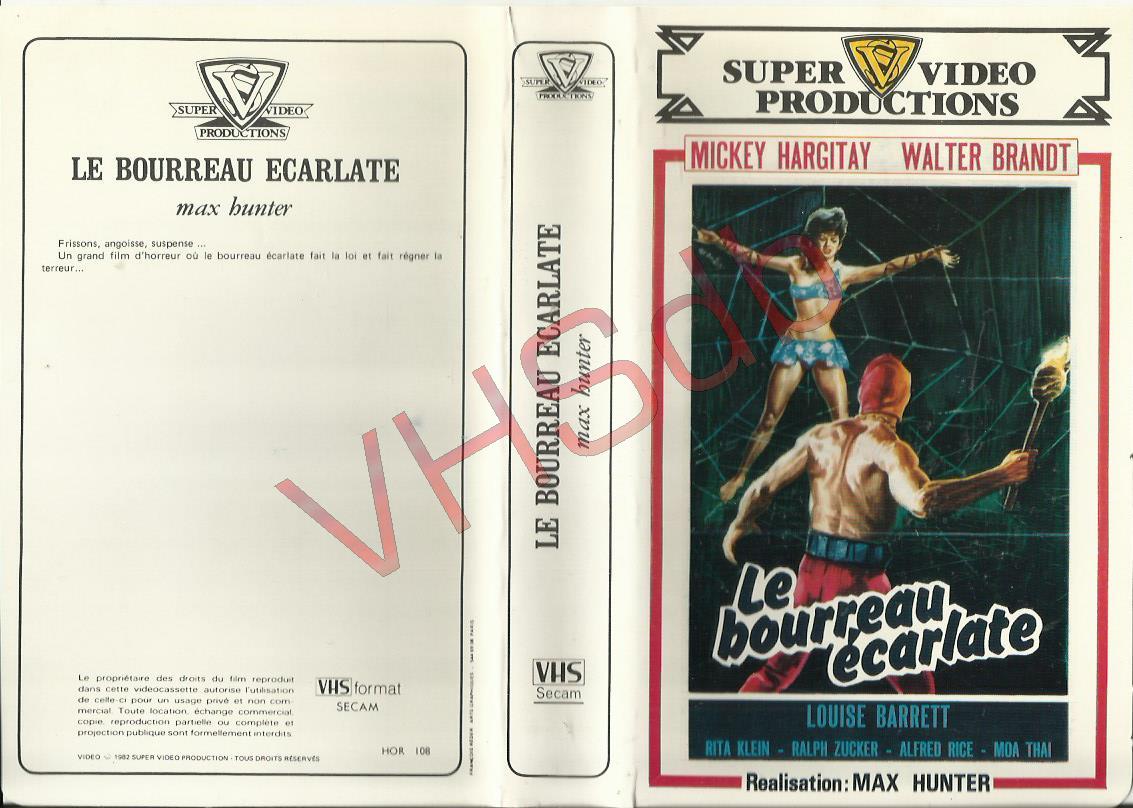 SUPER VIDEO
PRODUCTIONS
LE BOURREAU ECARLATE
max hunter
Frissons, angoisse, suspense ...
Un grand film d'horreur où le bourreau écarlate fait la loi et fait régner la
terreur...
Le propriétaire des droits du film reproduit
dans cette videocassette autorise l'utilisation
de celle-ci pour un usage privé et non com-
mercial. Toute location, échange commercial,
copie, reproduction partielle ou complète et
projection publique sont formellement interdits.
VHS format
SECAM
HOR 108
VIDEO © 1982 SUPER VIDEO PRODUCTION - TOUS DROITS RÉSERVÉS
SUPER VIDEO
PRODUCTIONS
LE BOURREAU ECARLATE
max hunter
VHS
Secam
SUPER VIDEO
PRODUCTIONS
MICKEY HARGITAY WALTER BRANDT
Le
bourreau
écarlate
LOUISE BARRETT
RITA KLEIN - RALPH ZUCKER - ALFRED RICE - MOA THAI
Realisation: MAX HUNTER
VHSdb